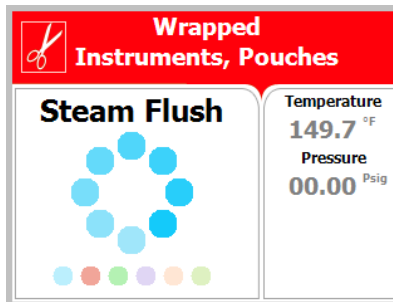 Wrapped
Instruments, Pouches
Steam Flush
Temperature
149.7 °F
Pressure
00.00 Psig